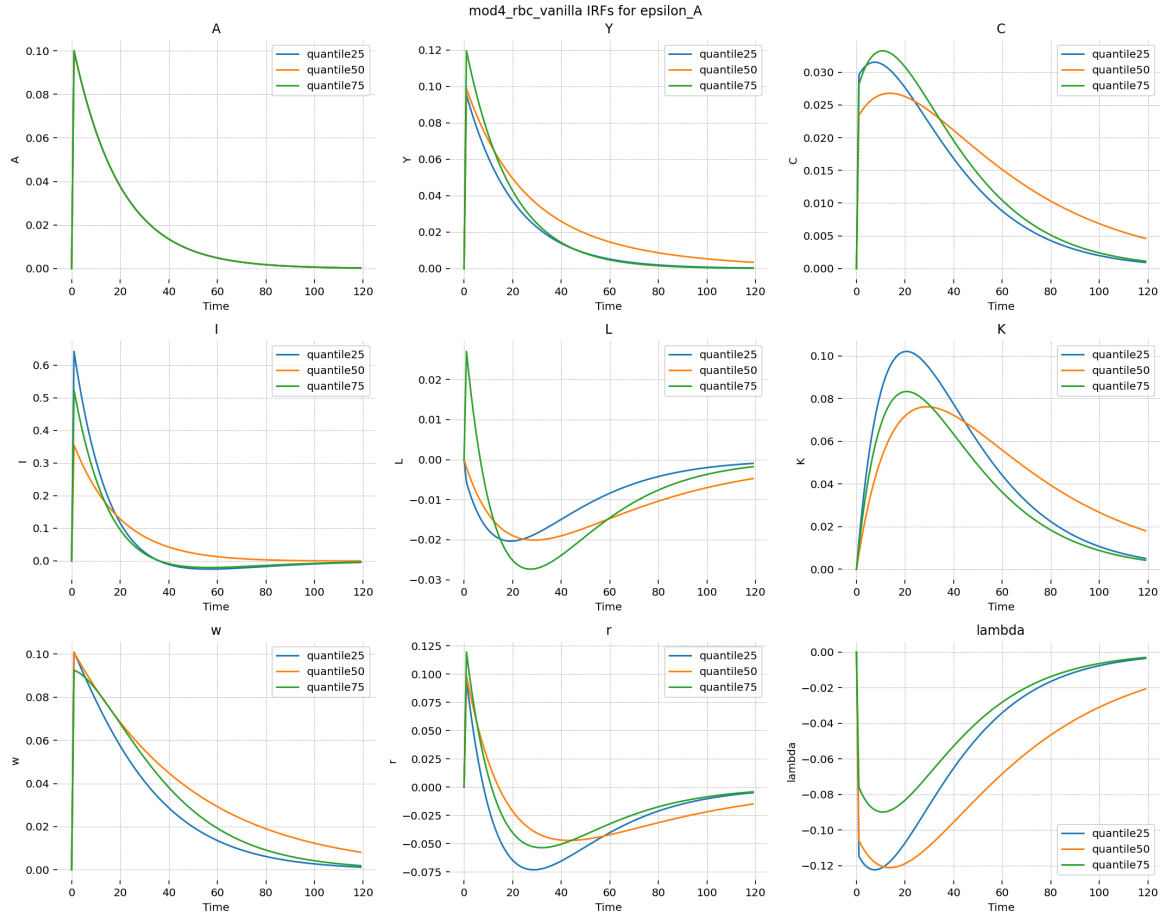 mod4_rbc_vanilla IRFs for epsilon_A
A
quantile25
quantile50
quantile75
0.10
0.08
0.06
0.04
0.02
0.00
A
0 20 40 60 80 100 120
Time
Y
quantile25
quantile50
quantile75
0.12
0.10
0.08
0.06
0.04
0.02
0.00
Y
0 20 40 60 80 100 120
Time
C
quantile25
quantile50
quantile75
0.030
0.025
0.020
0.015
0.010
0.005
0.000
C
0 20 40 60 80 100 120
Time
I
quantile25
quantile50
quantile75
0.6
0.5
0.4
0.3
0.2
0.1
0.0
I
0 20 40 60 80 100 120
Time
L
quantile25
quantile50
quantile75
0.02
0.01
0.00
−0.01
−0.02
−0.03
L
0 20 40 60 80 100 120
Time
K
quantile25
quantile50
quantile75
0.10
0.08
0.06
0.04
0.02
0.00
K
0 20 40 60 80 100 120
Time
w
quantile25
quantile50
quantile75
0.10
0.08
0.06
0.04
0.02
0.00
w
0 20 40 60 80 100 120
Time
r
quantile25
quantile50
quantile75
0.125
0.100
0.075
0.050
0.025
0.000
−0.025
−0.050
−0.075
r
0 20 40 60 80 100 120
Time
lambda
0.00
−0.02
−0.04
−0.06
−0.08
−0.10
−0.12
lambda
quantile25
quantile50
quantile75
0 20 40 60 80 100 120
Time